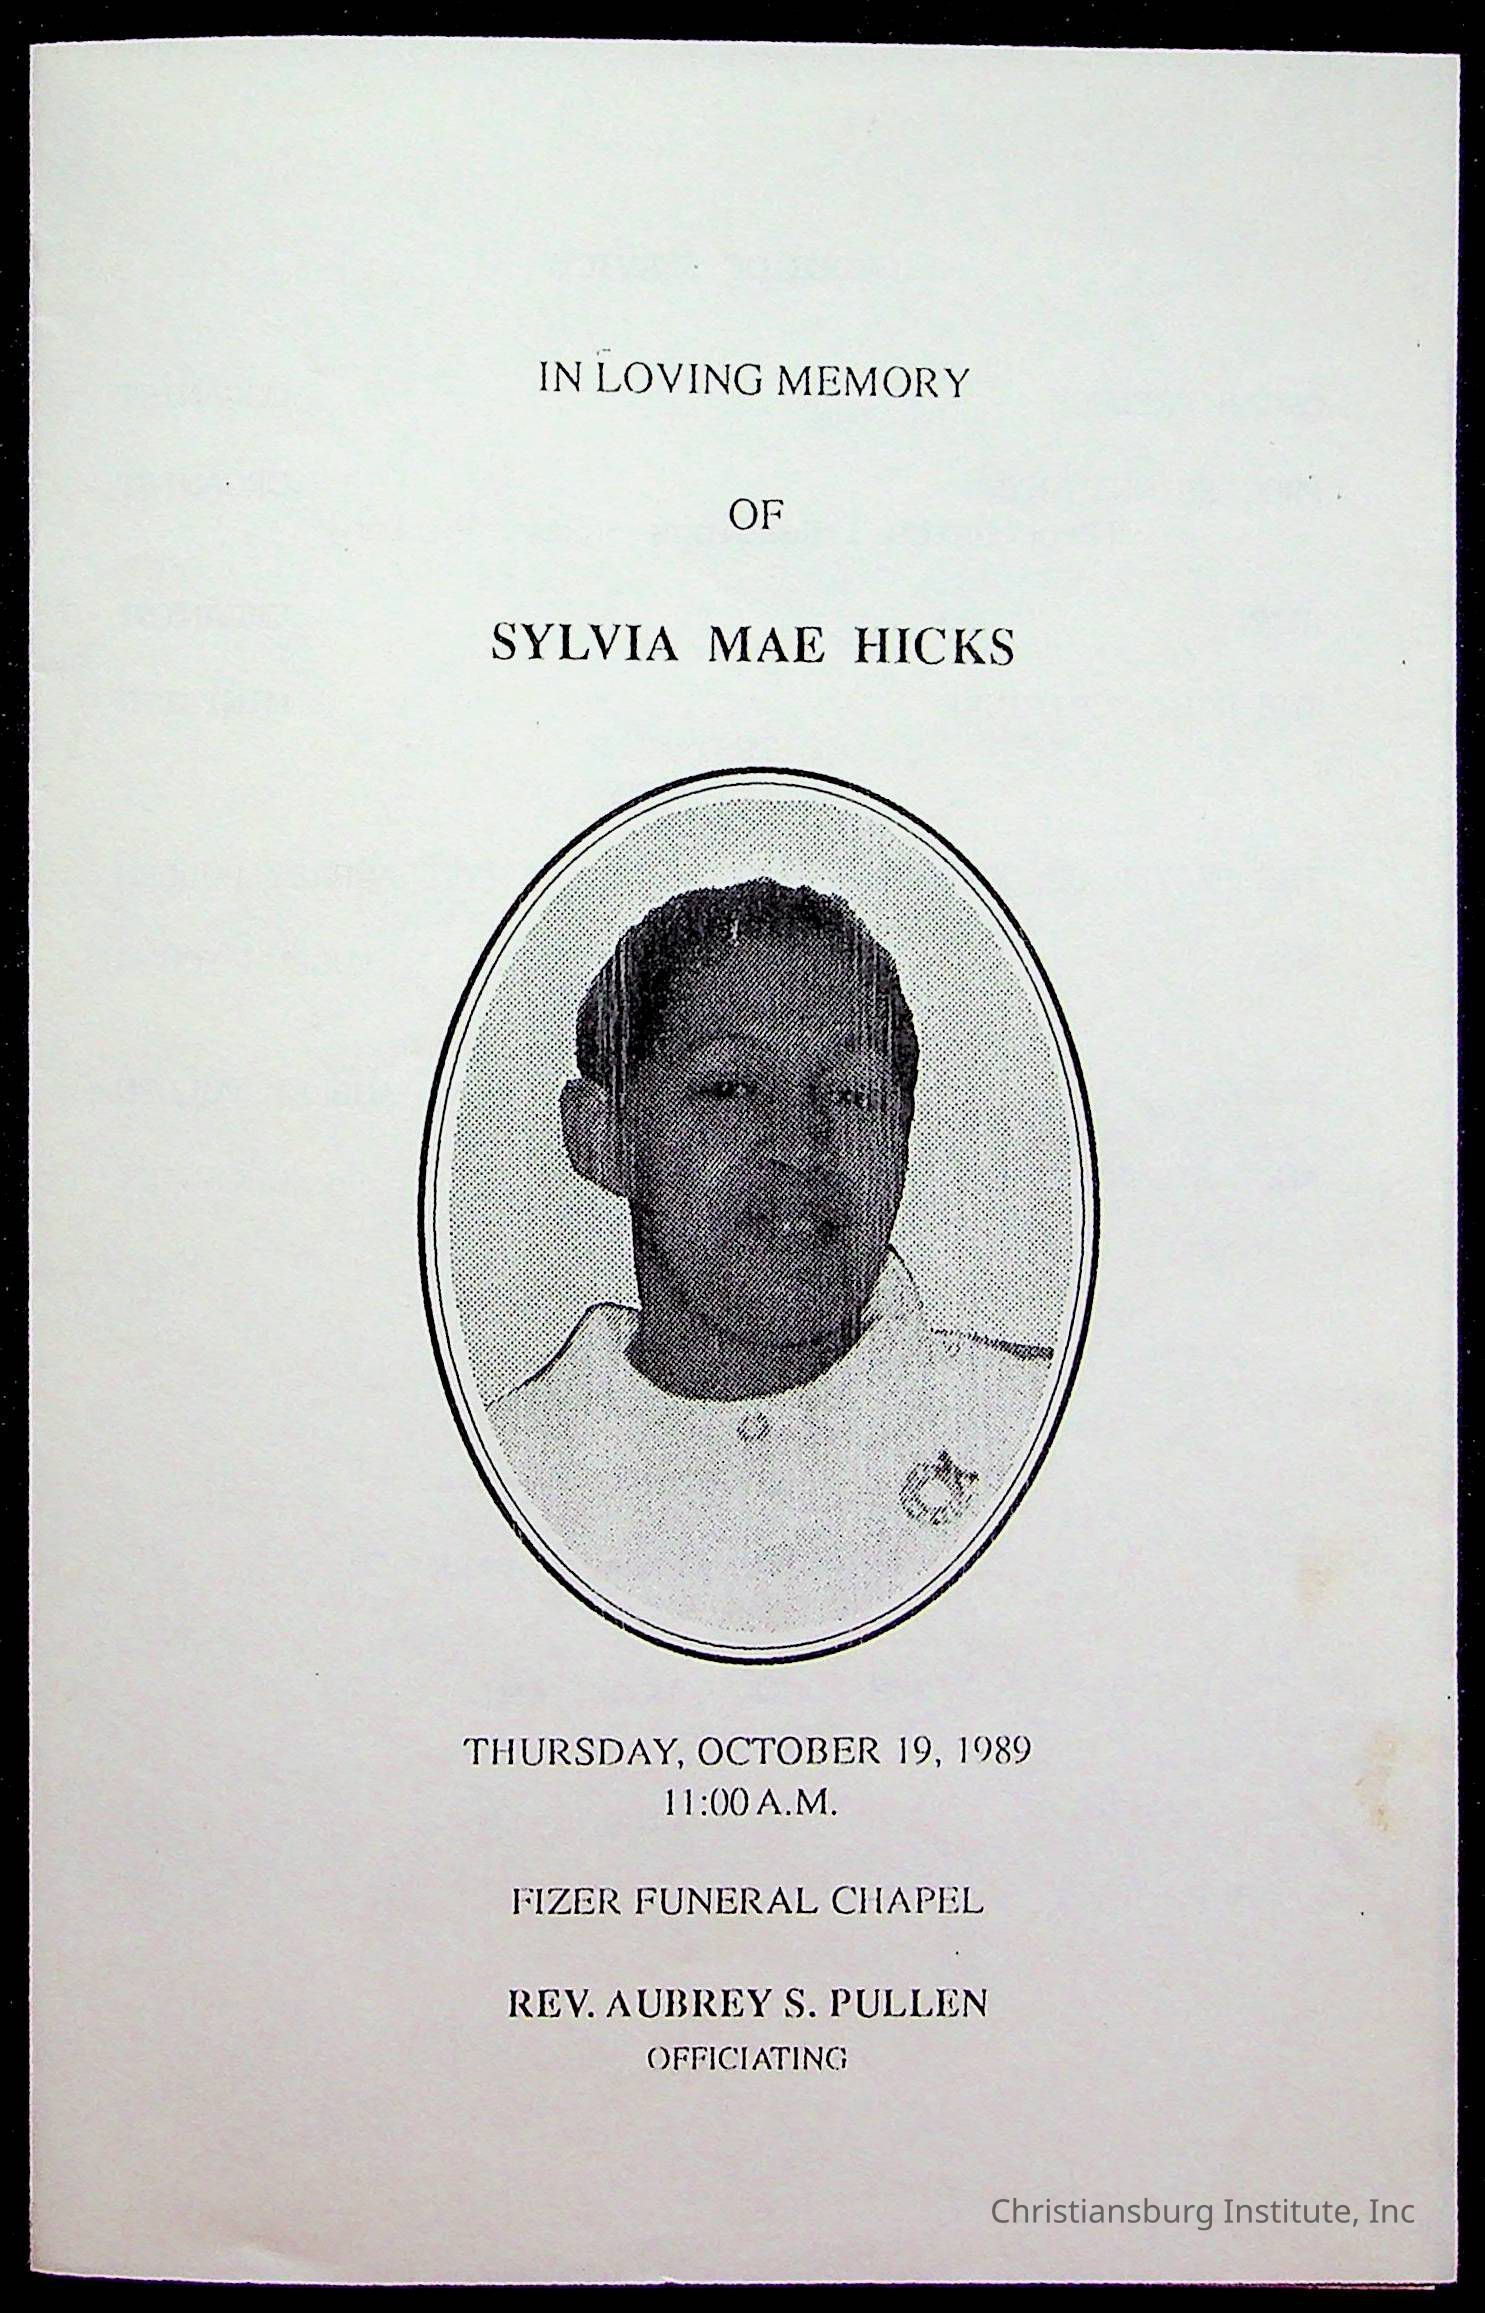 IN LOVING MEMORY
OF
SYLVIA MAE HICKS
THURSDAY, OCTOBER 19, 1989
11:00 A.M.
FIZER FUNERAL CHAPEL
REV. AUBREY S. PULLEN
OFFICIATING
Christiansburg Institute, Inc